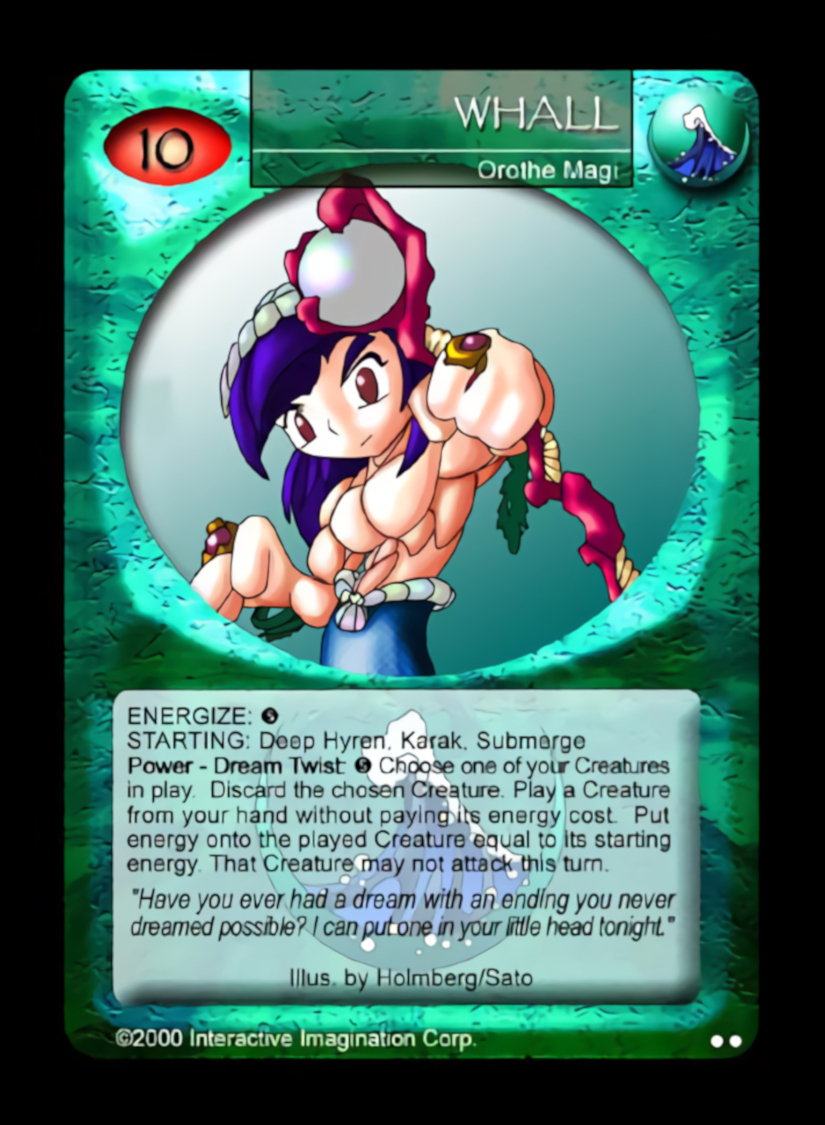 10
WHALL
Orothe Magi
ENERGIZE: 5
STARTING: Deep Hyren, Karak, Submerge
Power - Dream Twist: 5 Choose one of your Creatures
in play. Discard the chosen Creature. Play a Creature
from your hand without paying its energy cost. Put
energy onto the played Creature equal to its starting
energy. That Creature may not attack this turn.
"Have you ever had a dream with an ending you never
dreamed possible? I can put one in your little head tonight."
Illus. by Holmberg/Sato
©2000 Interactive Imagination Corp.